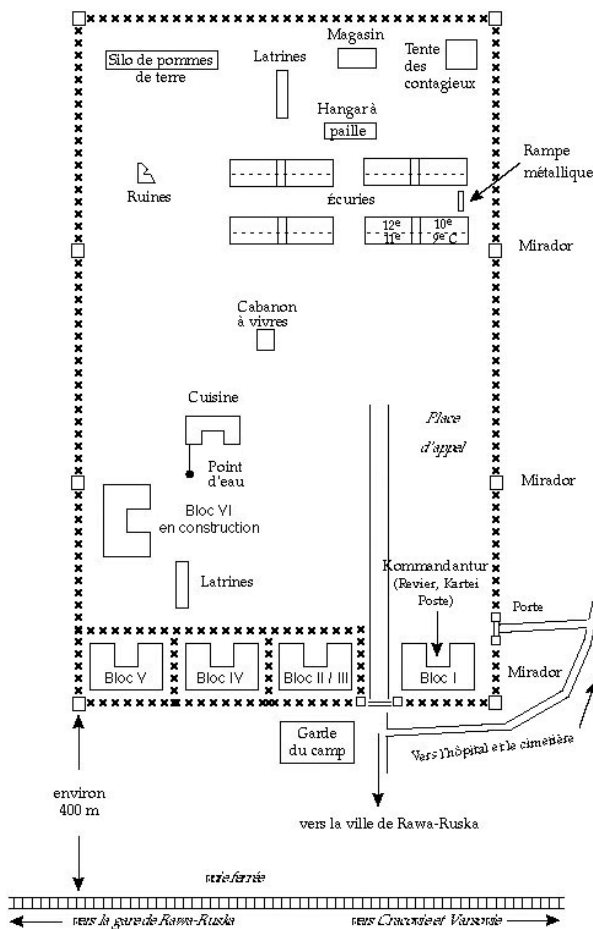 Magasin
Silo de pommes
de terre
Latrines
Tente
des
contagieux
Hangar à
paille
Rampe
métallique
Ruines
Écuries
12e
11e
10e
9e C
Mirador
Cabanon
à vivres
Cuisine
Place
d'appel
Point
d'eau
Mirador
Bloc VI
en construction
Latrines
Kommandantur
(Revier, Kartei
Poste)
Porte
Bloc V
Bloc IV
Bloc II / III
Bloc I
Mirador
Garde
du camp
Vers l'hôpital et le cimetière
environ
400 m
vers la ville de Rawa-Ruska
voie ferrée
vers la gare de Rawa-Ruska
vers Cracovie et Varsovie